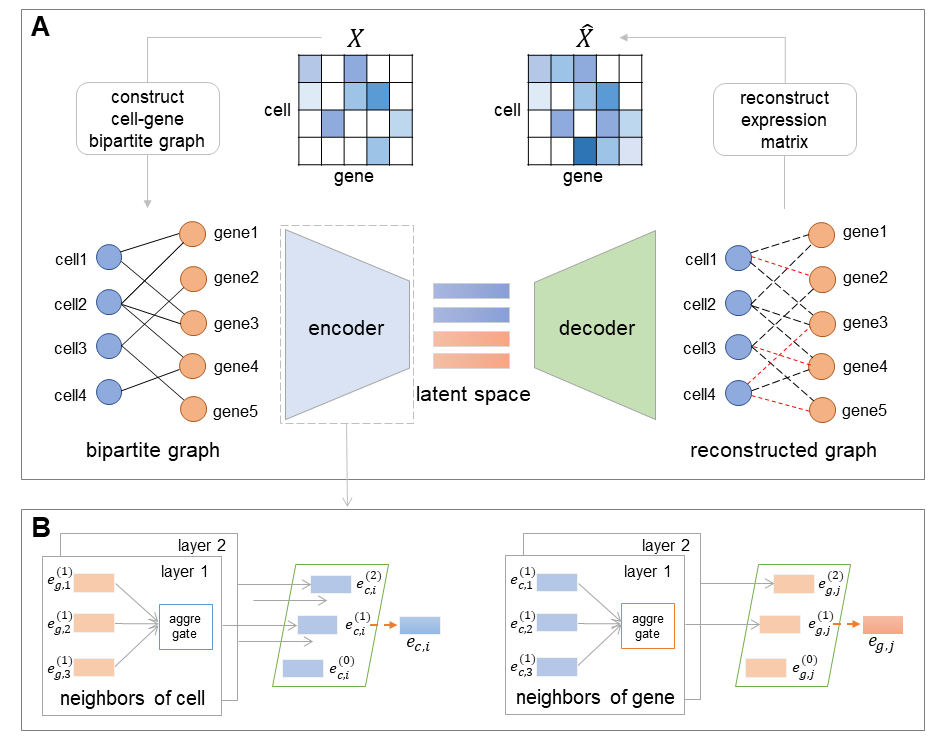 A
X
X̂
construct
cell-gene
bipartite graph
cell
gene
cell
gene
reconstruct
expression
matrix
cell1
cell2
cell3
cell4
gene1
gene2
gene3
gene4
gene5
bipartite graph
encoder
latent space
decoder
cell1
cell2
cell3
cell4
gene1
gene2
gene3
gene4
gene5
reconstructed graph
B
layer 2
layer 1
e_{g,1}^{(1)}
e_{g,2}^{(1)}
e_{g,3}^{(1)}
aggre
gate
neighbors of cell
e_{c,i}^{(2)}
e_{c,i}^{(1)}
e_{c,i}^{(0)}
e_{c,i}
layer 2
layer 1
e_{c,1}^{(1)}
e_{c,2}^{(1)}
e_{c,3}^{(1)}
aggre
gate
neighbors of gene
e_{g,j}^{(2)}
e_{g,j}^{(1)}
e_{g,j}^{(0)}
e_{g,j}